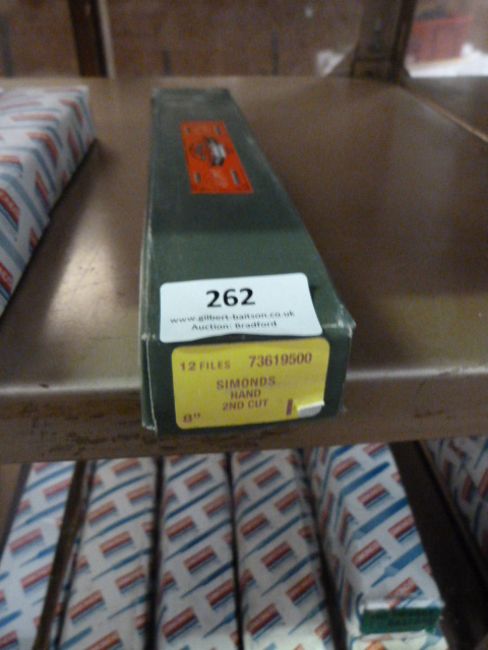 262
www.gilbert-baitson.co.uk
Auction: Bradford
12 FILES 73619500
SIMONDS
HAND
2ND CUT
8"